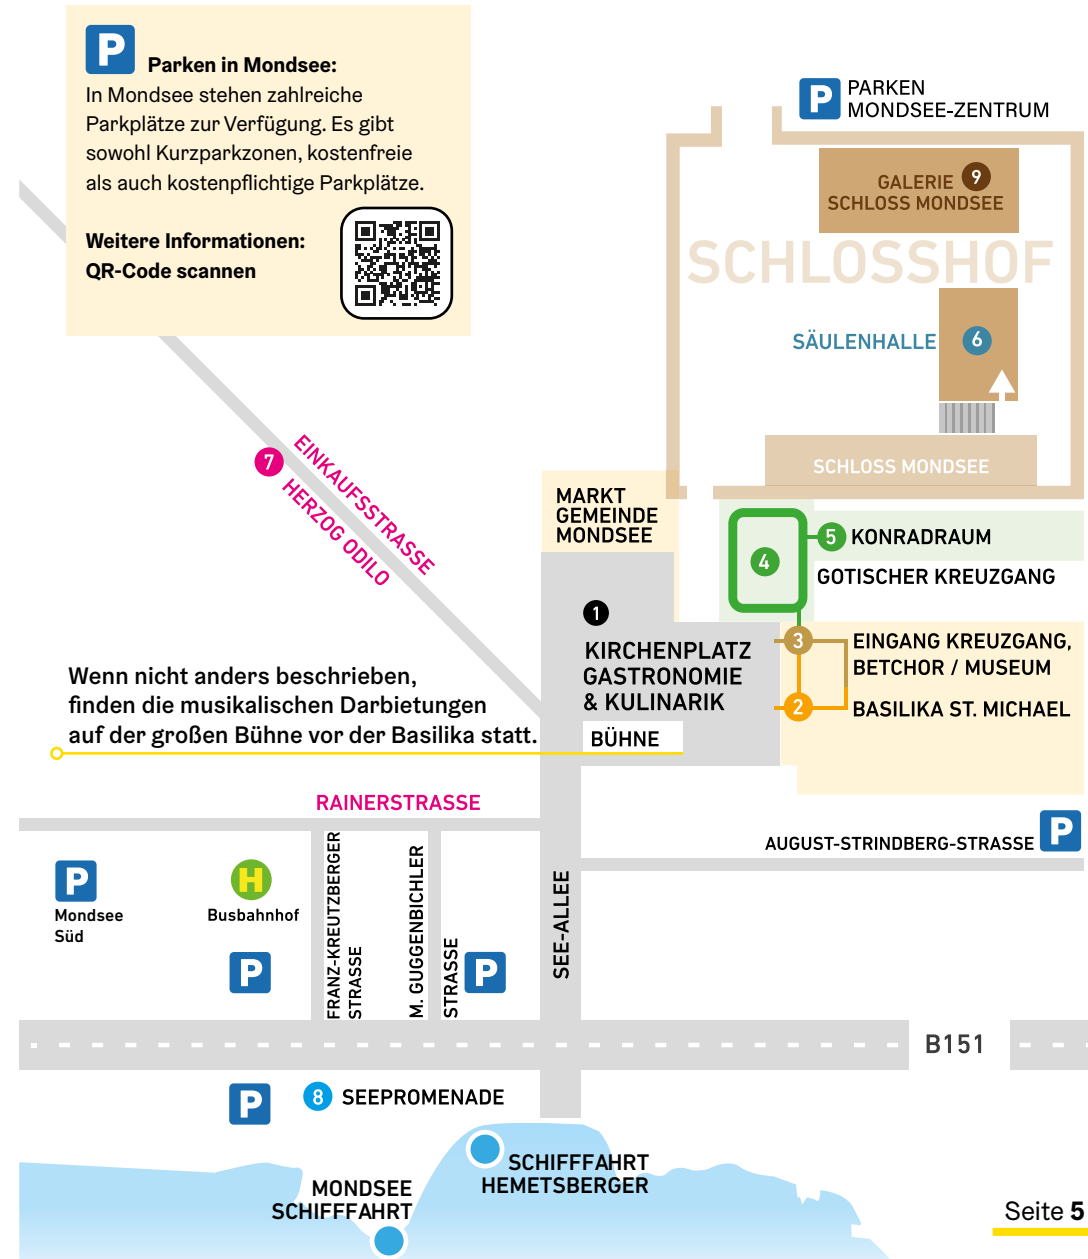 P Parken in Mondsee:
In Mondsee stehen zahlreiche
Parkplätze zur Verfügung. Es gibt
sowohl Kurzparkzonen, kostenfreie
als auch kostenpflichtige Parkplätze.
Weitere Informationen:
QR-Code scannen
P PARKEN
MONDSEE-ZENTRUM
GALERIE 9
SCHLOSS MONDSEE
SCHLOSSHOF
SÄULENHALLE 6
SCHLOSS MONDSEE
7 EINKAUFSSTRASSE
HERZOG ODILO
MARKT
GEMEINDE
MONDSEE
5 KONRADRAUM
4
GOTISCHER KREUZGANG
1
KIRCHENPLATZ
GASTRONOMIE
& KULINARIK
BÜHNE
3 EINGANG KREUZGANG,
BETCHOR / MUSEUM
2 BASILIKA ST. MICHAEL
Wenn nicht anders beschrieben,
finden die musikalischen Darbietungen
auf der großen Bühne vor der Basilika statt.
RAINERSTRASSE
AUGUST-STRINDBERG-STRASSE P
P
Mondsee
Süd
H
Busbahnhof
P
FRANZ-KREUTZBERGER
STRASSE
M. GUGGENBICHLER
STRASSE
P
SEE-ALLEE
B151
P
8 SEEPROMENADE
SCHIFFFAHRT
HEMETSBERGER
MONDSEE
SCHIFFFAHRT
Seite 5